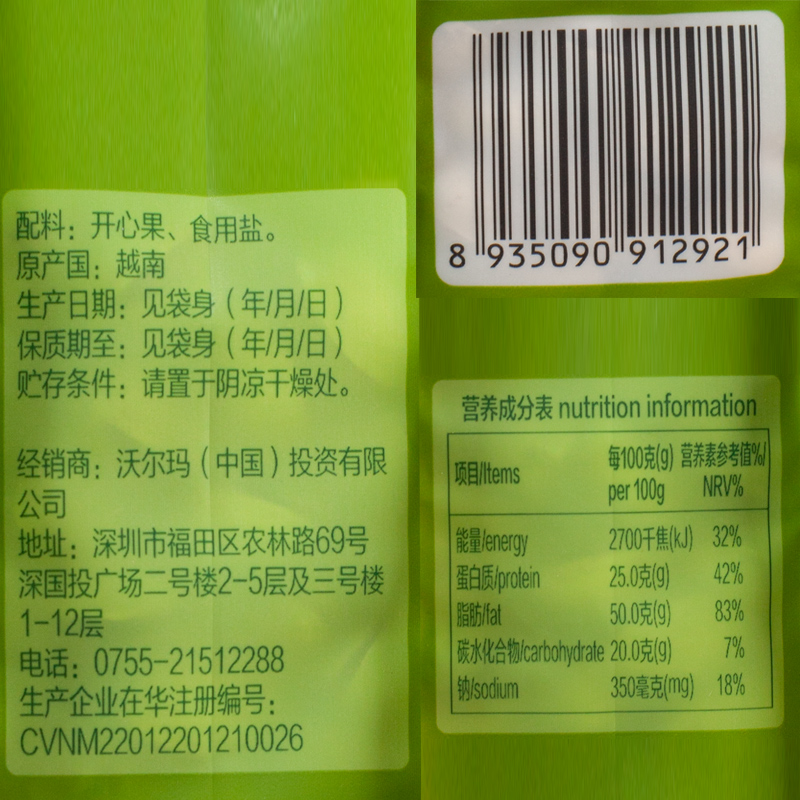 配料：开心果、食用盐。
原产国：越南
生产日期：见袋身（年/月/日）
保质期至：见袋身（年/月/日）
贮存条件：请置于阴凉干燥处。
经销商：沃尔玛（中国）投资有限
公司
地址：深圳市福田区农林路69号
深国投广场二号楼2-5层及三号楼
1-12层
电话：0755-21512288
生产企业在华注册编号：
CVNM22012201210026
8 935090 912921
营养成分表 nutrition information
项目/Items 每100克(g) 营养素参考值%/
per 100g NRV%
能量/energy 2700千焦(kJ) 32%
蛋白质/protein 25.0克(g) 42%
脂肪/fat 50.0克(g) 83%
碳水化合物/carbohydrate 20.0克(g) 7%
钠/sodium 350毫克(mg) 18%